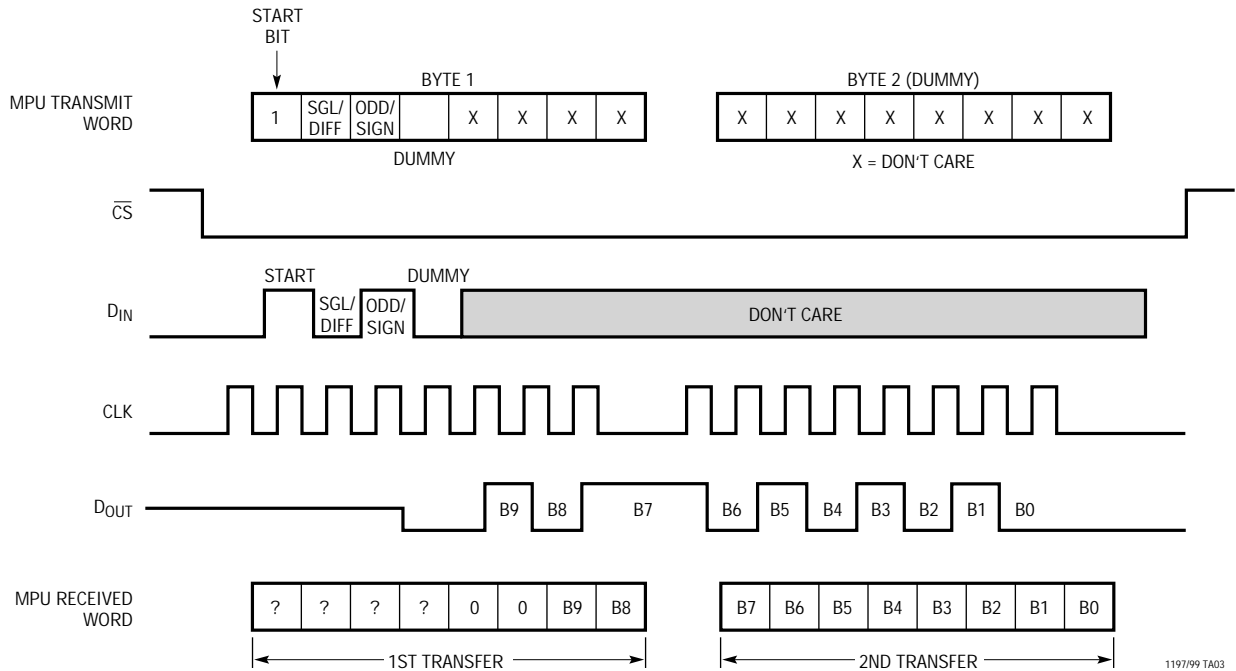 START
BIT
BYTE 1
BYTE 2 (DUMMY)
MPU TRANSMIT
WORD
1 SGL/DIFF ODD/SIGN X X X X
X X X X X X X X
DUMMY
X = DON'T CARE
CS
START
DUMMY
DIN
SGL/DIFF ODD/SIGN
DON'T CARE
CLK
DOUT
B9 B8 B7 B6 B5 B4 B3 B2 B1 B0
MPU RECEIVED
WORD
? ? ? ? 0 0 B9 B8
B7 B6 B5 B4 B3 B2 B1 B0
1ST TRANSFER
2ND TRANSFER
1197/99 TA03